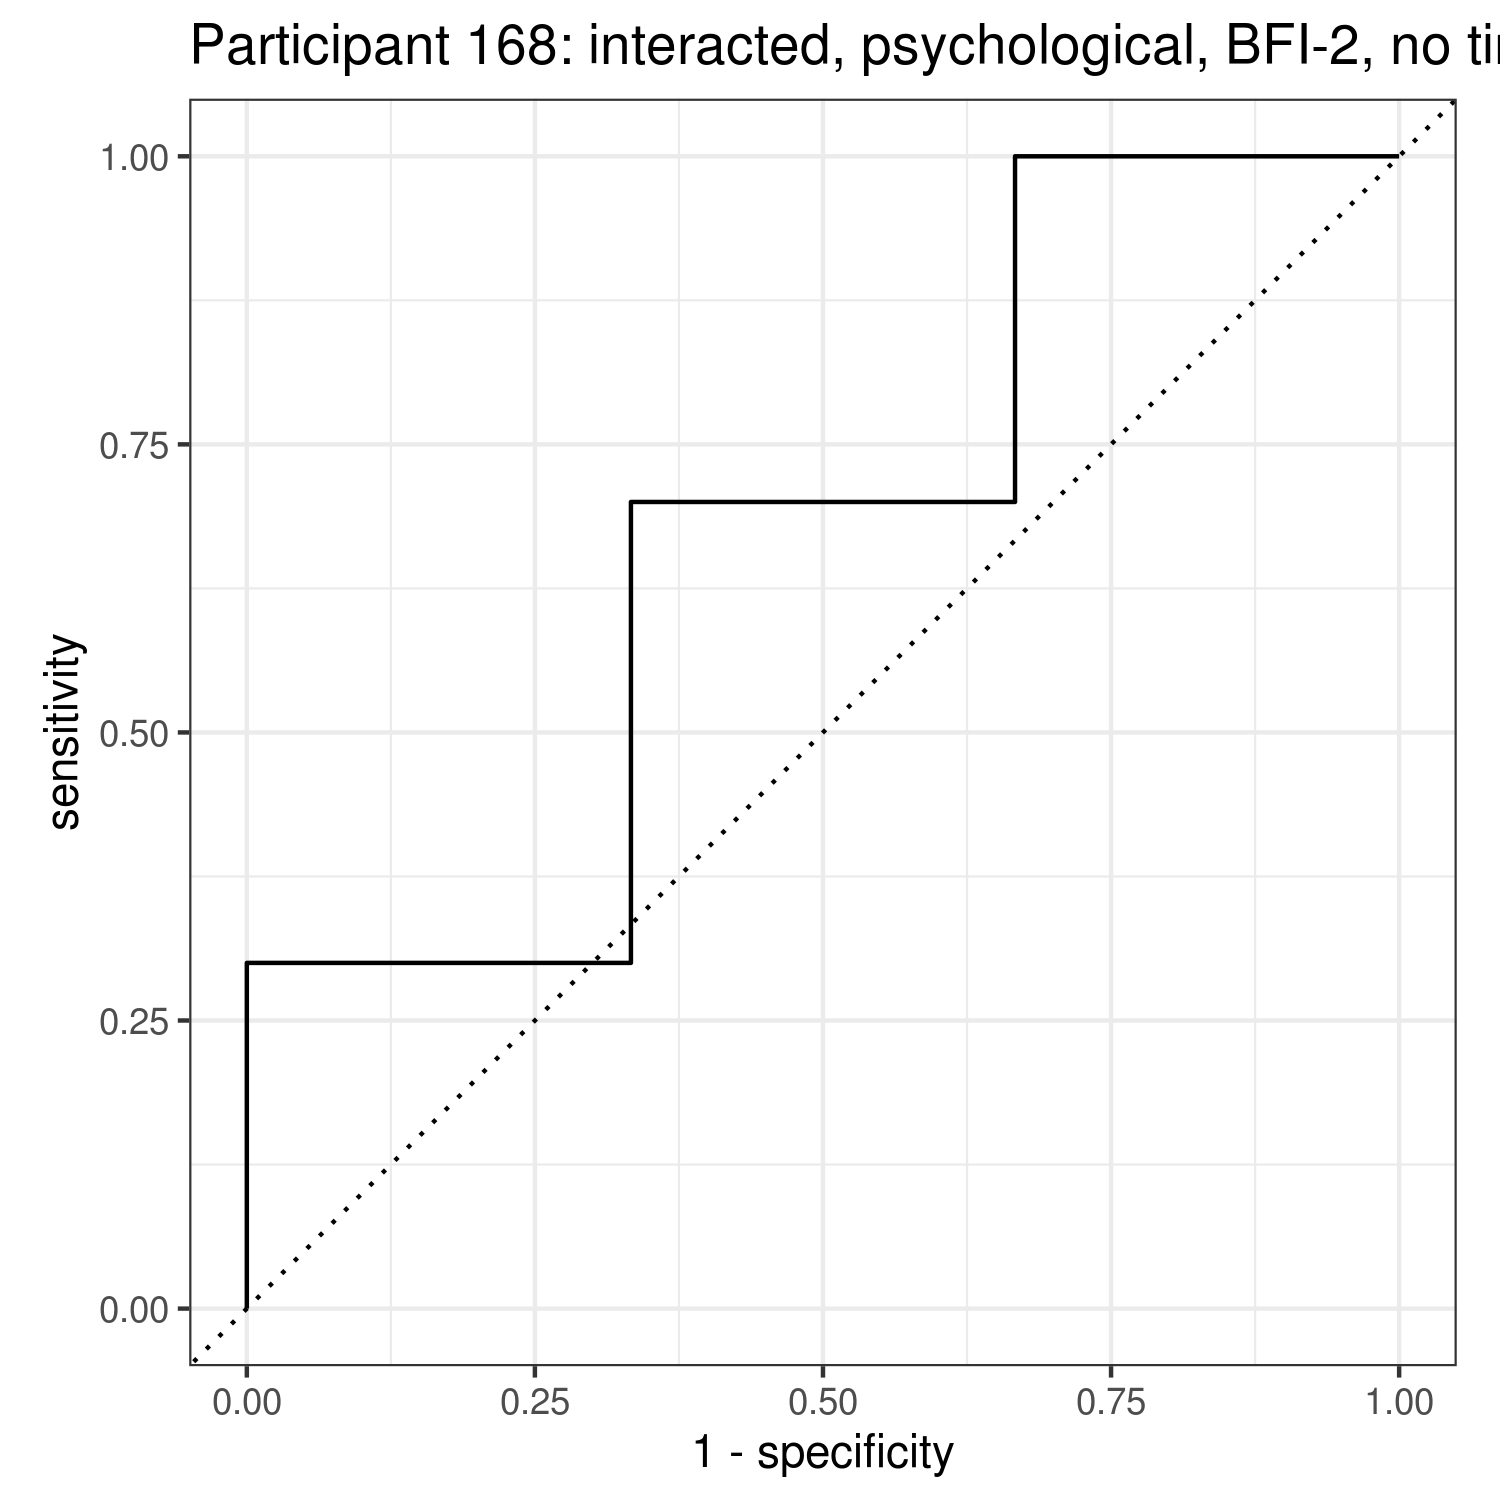 Participant 168: interacted, psychological, BFI-2, no
1.00
0.75
0.50
0.25
0.00
sensitivity
0.00 0.25 0.50 0.75 1.00
1 - specificity